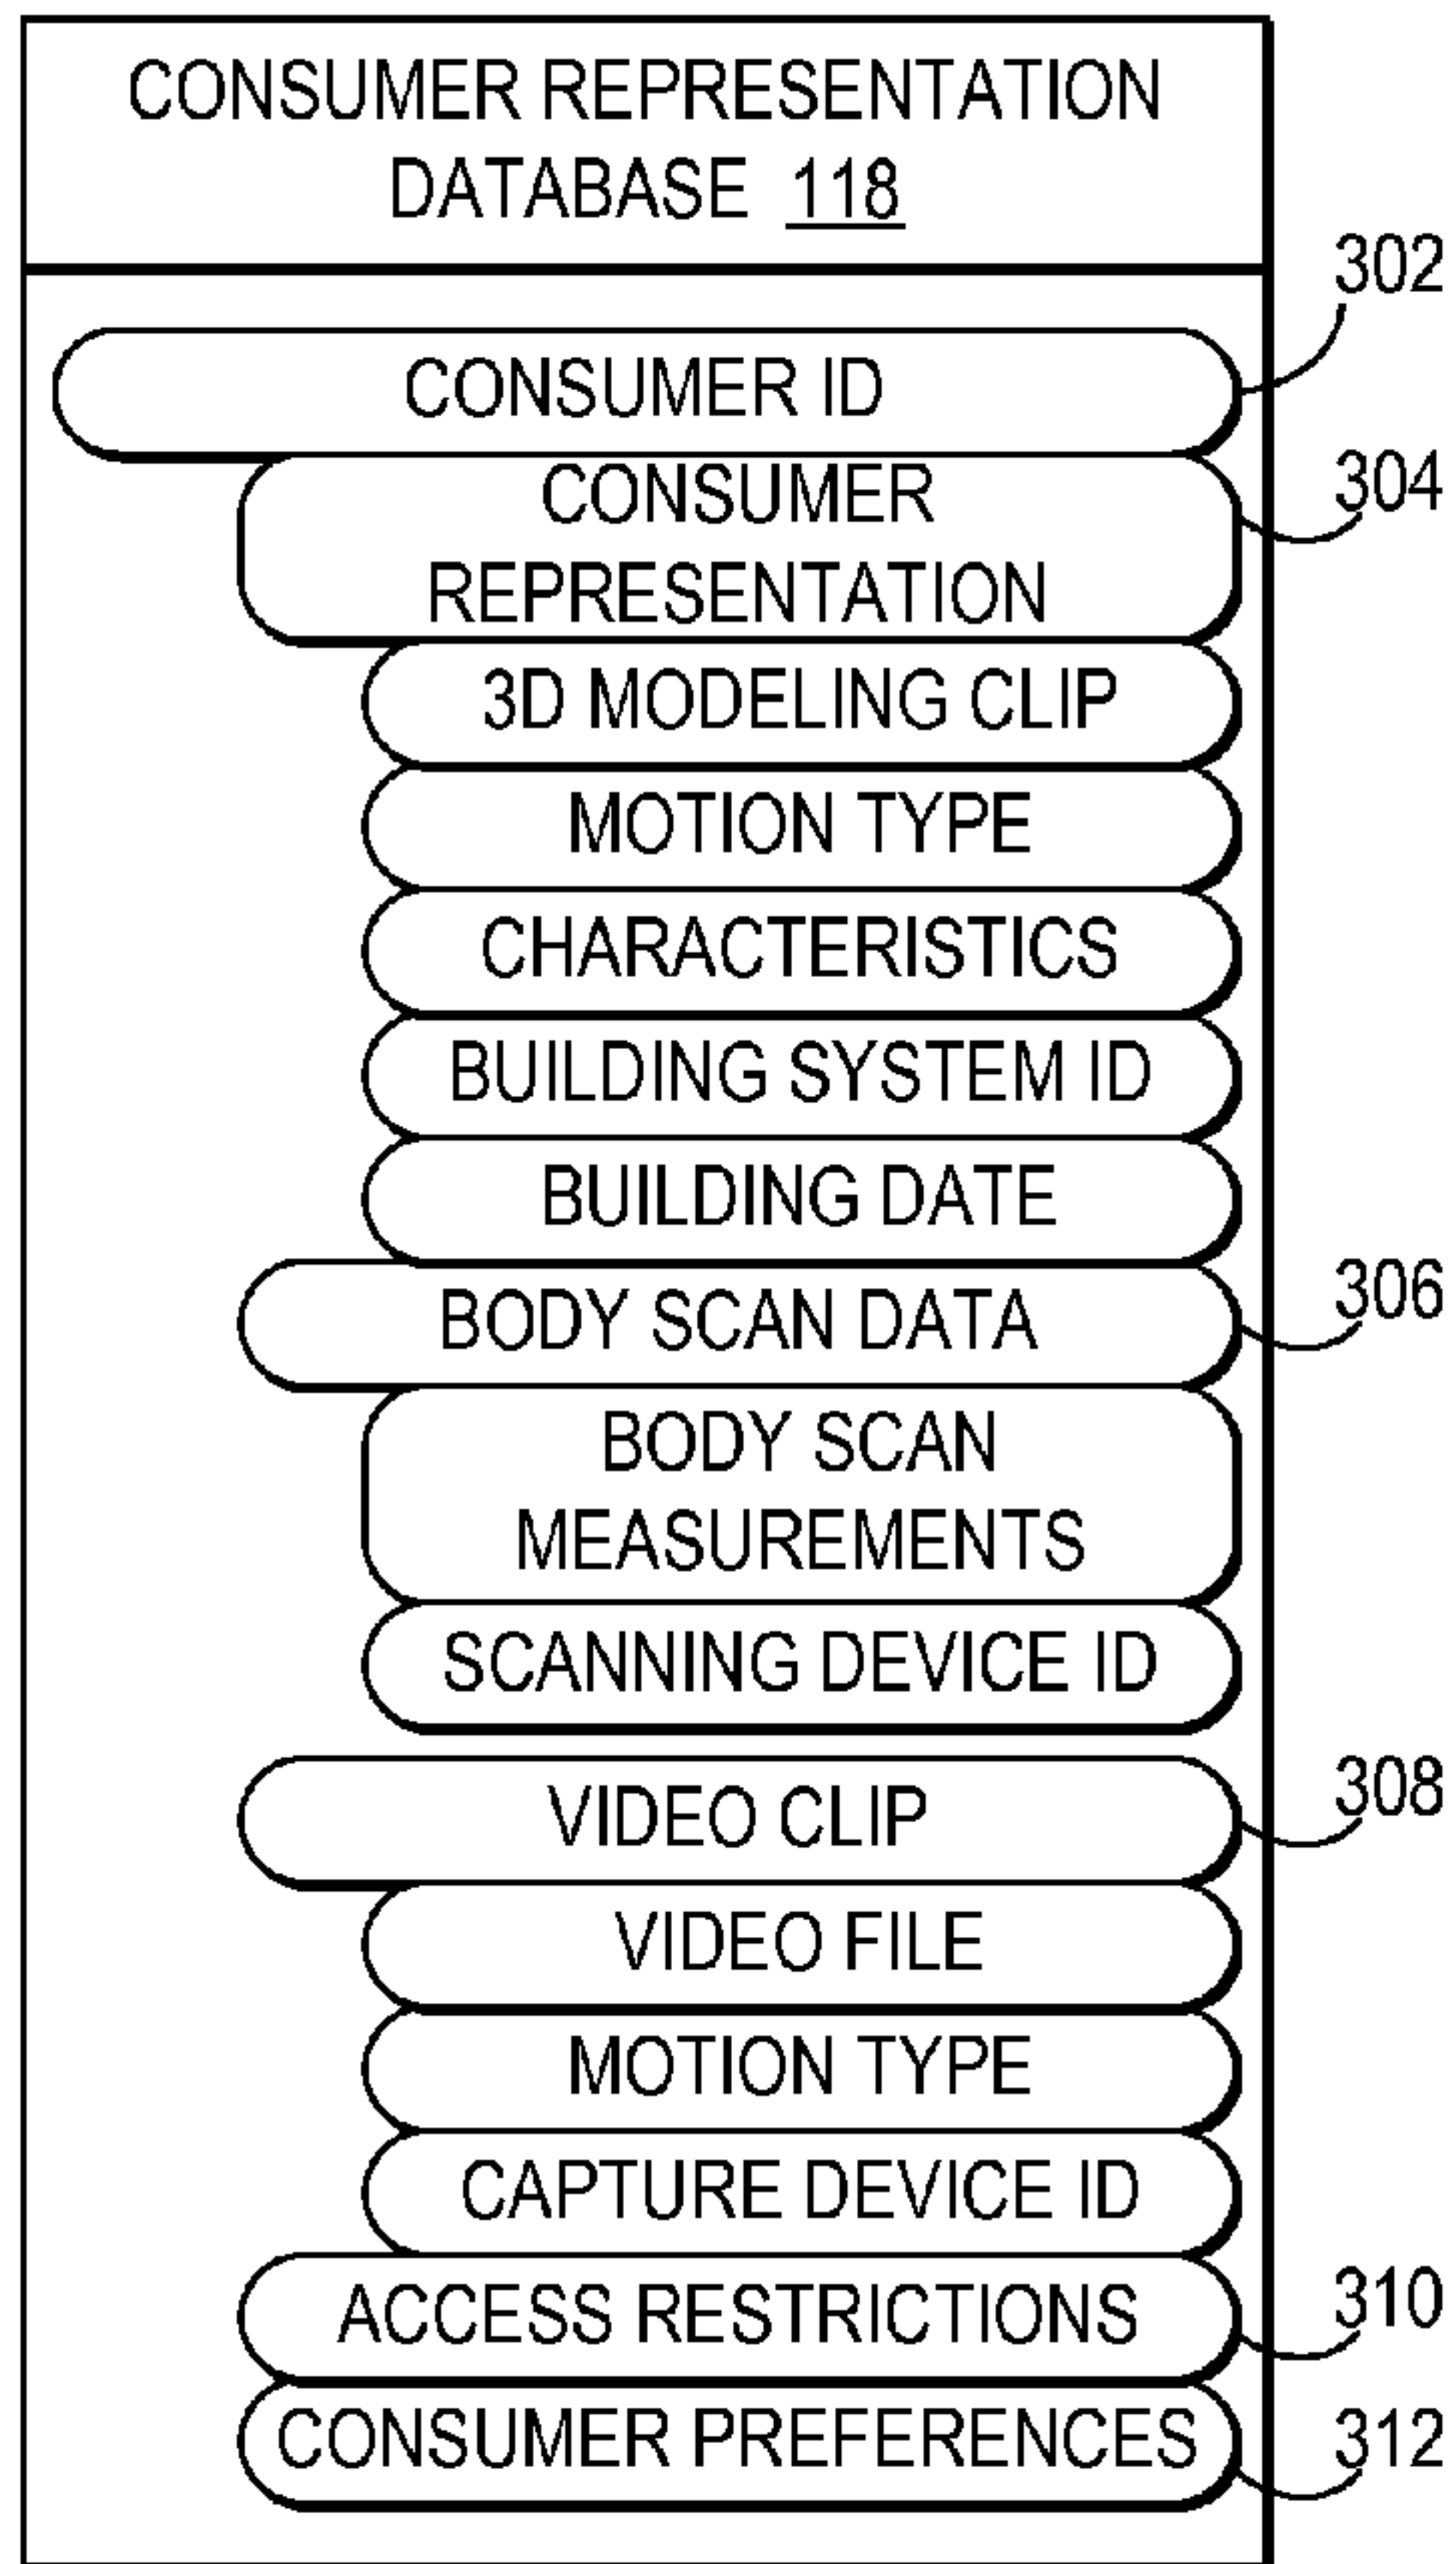 CONSUMER REPRESENTATION
DATABASE 118
302
CONSUMER ID
304
CONSUMER
REPRESENTATION
3D MODELING CLIP
MOTION TYPE
CHARACTERISTICS
BUILDING SYSTEM ID
BUILDING DATE
306
BODY SCAN DATA
BODY SCAN
MEASUREMENTS
SCANNING DEVICE ID
308
VIDEO CLIP
VIDEO FILE
MOTION TYPE
CAPTURE DEVICE ID
310
ACCESS RESTRICTIONS
312
CONSUMER PREFERENCES